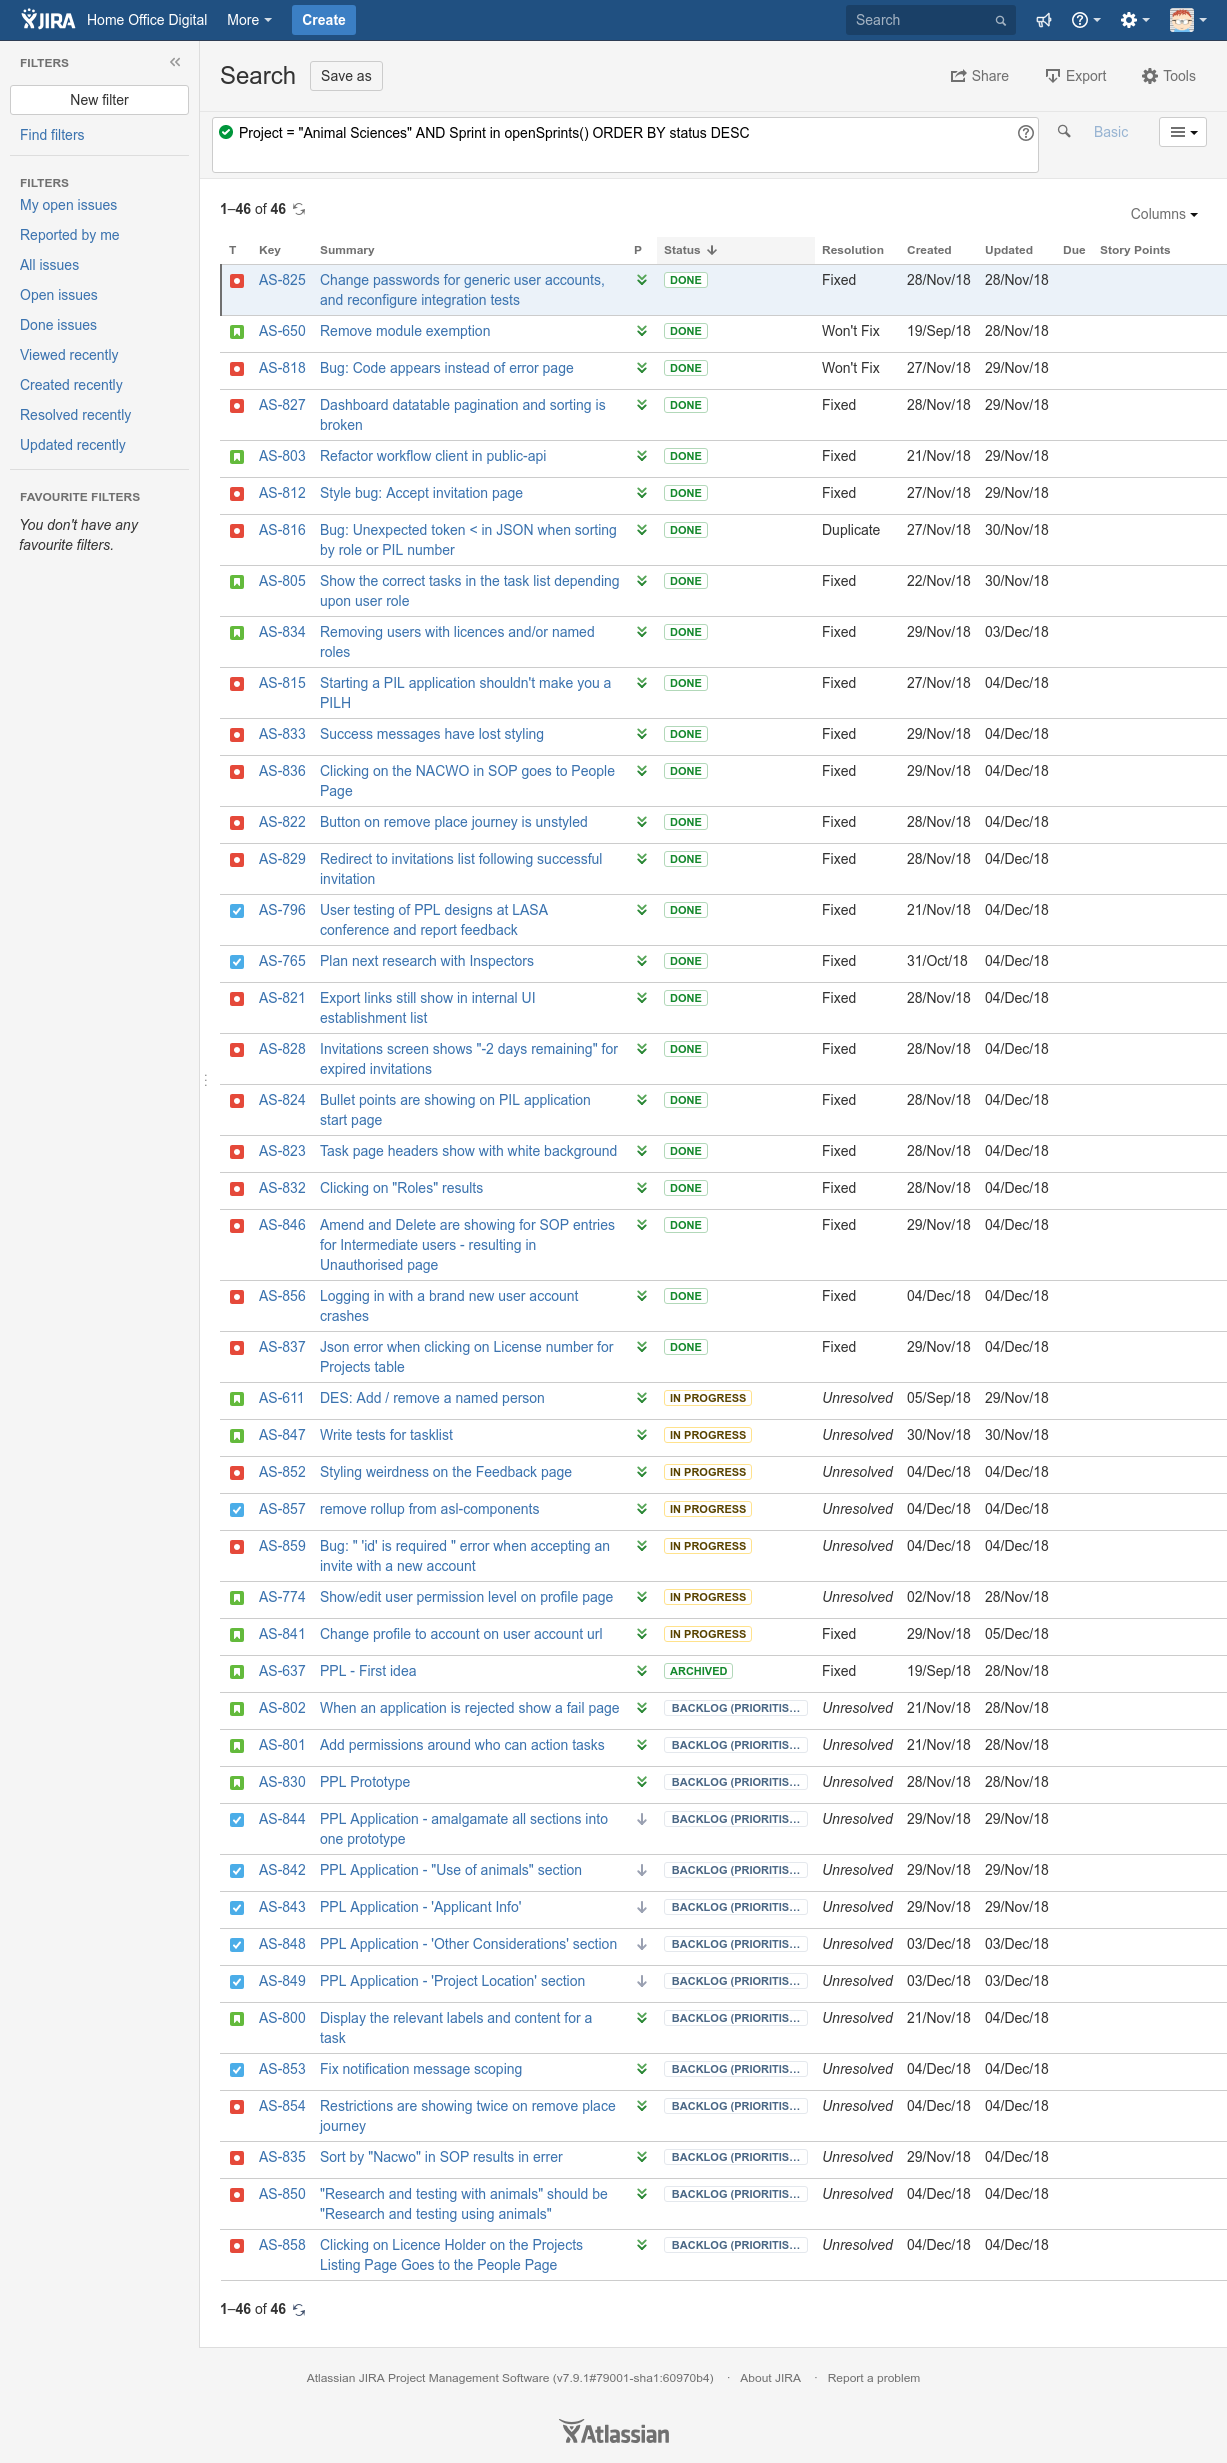 JIRA Home Office Digital More Create Search
FILTERS
New filter
Find filters
FILTERS
My open issues
Reported by me
All issues
Open issues
Done issues
Viewed recently
Created recently
Resolved recently
Updated recently
FAVOURITE FILTERS
You don't have any
favourite filters.
Search Save as Share Export Tools
Project = "Animal Sciences" AND Sprint in openSprints() ORDER BY status DESC Basic
1–46 of 46
Columns
T Key Summary P Status Resolution Created Updated Due Story Points
AS-825 Change passwords for generic user accounts, DONE Fixed 28/Nov/18 28/Nov/18
and reconfigure integration tests
AS-650 Remove module exemption DONE Won't Fix 19/Sep/18 28/Nov/18
AS-818 Bug: Code appears instead of error page DONE Won't Fix 27/Nov/18 29/Nov/18
AS-827 Dashboard datatable pagination and sorting is DONE Fixed 28/Nov/18 29/Nov/18
broken
AS-803 Refactor workflow client in public-api DONE Fixed 21/Nov/18 29/Nov/18
AS-812 Style bug: Accept invitation page DONE Fixed 27/Nov/18 29/Nov/18
AS-816 Bug: Unexpected token < in JSON when sorting DONE Duplicate 27/Nov/18 30/Nov/18
by role or PIL number
AS-805 Show the correct tasks in the task list depending DONE Fixed 22/Nov/18 30/Nov/18
upon user role
AS-834 Removing users with licences and/or named DONE Fixed 29/Nov/18 03/Dec/18
roles
AS-815 Starting a PIL application shouldn't make you a DONE Fixed 27/Nov/18 04/Dec/18
PILH
AS-833 Success messages have lost styling DONE Fixed 29/Nov/18 04/Dec/18
AS-836 Clicking on the NACWO in SOP goes to People DONE Fixed 29/Nov/18 04/Dec/18
Page
AS-822 Button on remove place journey is unstyled DONE Fixed 28/Nov/18 04/Dec/18
AS-829 Redirect to invitations list following successful DONE Fixed 28/Nov/18 04/Dec/18
invitation
AS-796 User testing of PPL designs at LASA DONE Fixed 21/Nov/18 04/Dec/18
conference and report feedback
AS-765 Plan next research with Inspectors DONE Fixed 31/Oct/18 04/Dec/18
AS-821 Export links still show in internal UI DONE Fixed 28/Nov/18 04/Dec/18
establishment list
AS-828 Invitations screen shows "-2 days remaining" for DONE Fixed 28/Nov/18 04/Dec/18
expired invitations
AS-824 Bullet points are showing on PIL application DONE Fixed 28/Nov/18 04/Dec/18
start page
AS-823 Task page headers show with white background DONE Fixed 28/Nov/18 04/Dec/18
AS-832 Clicking on "Roles" results DONE Fixed 28/Nov/18 04/Dec/18
AS-846 Amend and Delete are showing for SOP entries DONE Fixed 29/Nov/18 04/Dec/18
for Intermediate users - resulting in
Unauthorised page
AS-856 Logging in with a brand new user account DONE Fixed 04/Dec/18 04/Dec/18
crashes
AS-837 Json error when clicking on License number for DONE Fixed 29/Nov/18 04/Dec/18
Projects table
AS-611 DES: Add / remove a named person IN PROGRESS Unresolved 05/Sep/18 29/Nov/18
AS-847 Write tests for tasklist IN PROGRESS Unresolved 30/Nov/18 30/Nov/18
AS-852 Styling weirdness on the Feedback page IN PROGRESS Unresolved 04/Dec/18 04/Dec/18
AS-857 remove rollup from asl-components IN PROGRESS Unresolved 04/Dec/18 04/Dec/18
AS-859 Bug: " 'id' is required " error when accepting an IN PROGRESS Unresolved 04/Dec/18 04/Dec/18
invite with a new account
AS-774 Show/edit user permission level on profile page IN PROGRESS Unresolved 02/Nov/18 28/Nov/18
AS-841 Change profile to account on user account url IN PROGRESS Fixed 29/Nov/18 05/Dec/18
AS-637 PPL - First idea ARCHIVED Fixed 19/Sep/18 28/Nov/18
AS-802 When an application is rejected show a fail page BACKLOG (PRIORITIS… Unresolved 21/Nov/18 28/Nov/18
AS-801 Add permissions around who can action tasks BACKLOG (PRIORITIS… Unresolved 21/Nov/18 28/Nov/18
AS-830 PPL Prototype BACKLOG (PRIORITIS… Unresolved 28/Nov/18 28/Nov/18
AS-844 PPL Application - amalgamate all sections into BACKLOG (PRIORITIS… Unresolved 29/Nov/18 29/Nov/18
one prototype
AS-842 PPL Application - "Use of animals" section BACKLOG (PRIORITIS… Unresolved 29/Nov/18 29/Nov/18
AS-843 PPL Application - 'Applicant Info' BACKLOG (PRIORITIS… Unresolved 29/Nov/18 29/Nov/18
AS-848 PPL Application - 'Other Considerations' section BACKLOG (PRIORITIS… Unresolved 03/Dec/18 03/Dec/18
AS-849 PPL Application - 'Project Location' section BACKLOG (PRIORITIS… Unresolved 03/Dec/18 03/Dec/18
AS-800 Display the relevant labels and content for a BACKLOG (PRIORITIS… Unresolved 21/Nov/18 04/Dec/18
task
AS-853 Fix notification message scoping BACKLOG (PRIORITIS… Unresolved 04/Dec/18 04/Dec/18
AS-854 Restrictions are showing twice on remove place BACKLOG (PRIORITIS… Unresolved 04/Dec/18 04/Dec/18
journey
AS-835 Sort by "Nacwo" in SOP results in errer BACKLOG (PRIORITIS… Unresolved 29/Nov/18 04/Dec/18
AS-850 "Research and testing with animals" should be BACKLOG (PRIORITIS… Unresolved 04/Dec/18 04/Dec/18
"Research and testing using animals"
AS-858 Clicking on Licence Holder on the Projects BACKLOG (PRIORITIS… Unresolved 04/Dec/18 04/Dec/18
Listing Page Goes to the People Page
1–46 of 46
Atlassian JIRA Project Management Software (v7.9.1#79001-sha1:60970b4) · About JIRA · Report a problem
Atlassian